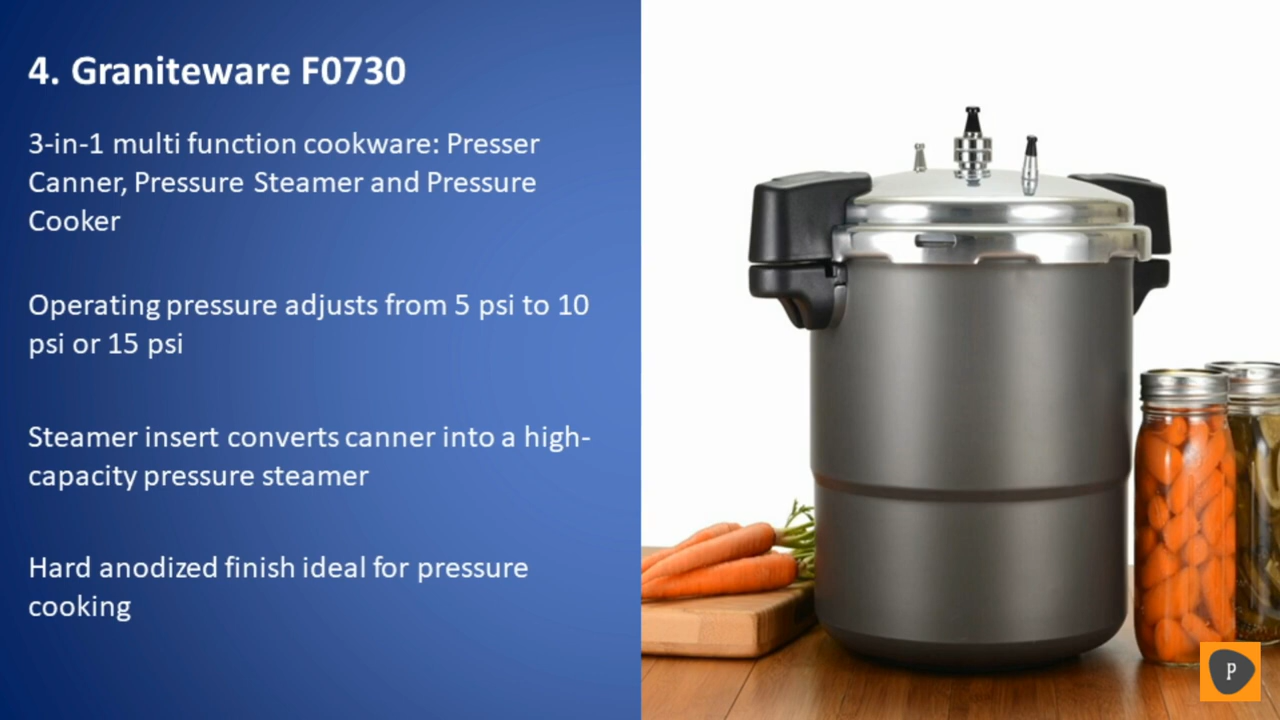 4. Graniteware F0730
3-in-1 multi function cookware: Presser
Canner, Pressure Steamer and Pressure
Cooker
Operating pressure adjusts from 5 psi to 10
psi or 15 psi
Steamer insert converts canner into a high-
capacity pressure steamer
Hard anodized finish ideal for pressure
cooking
P